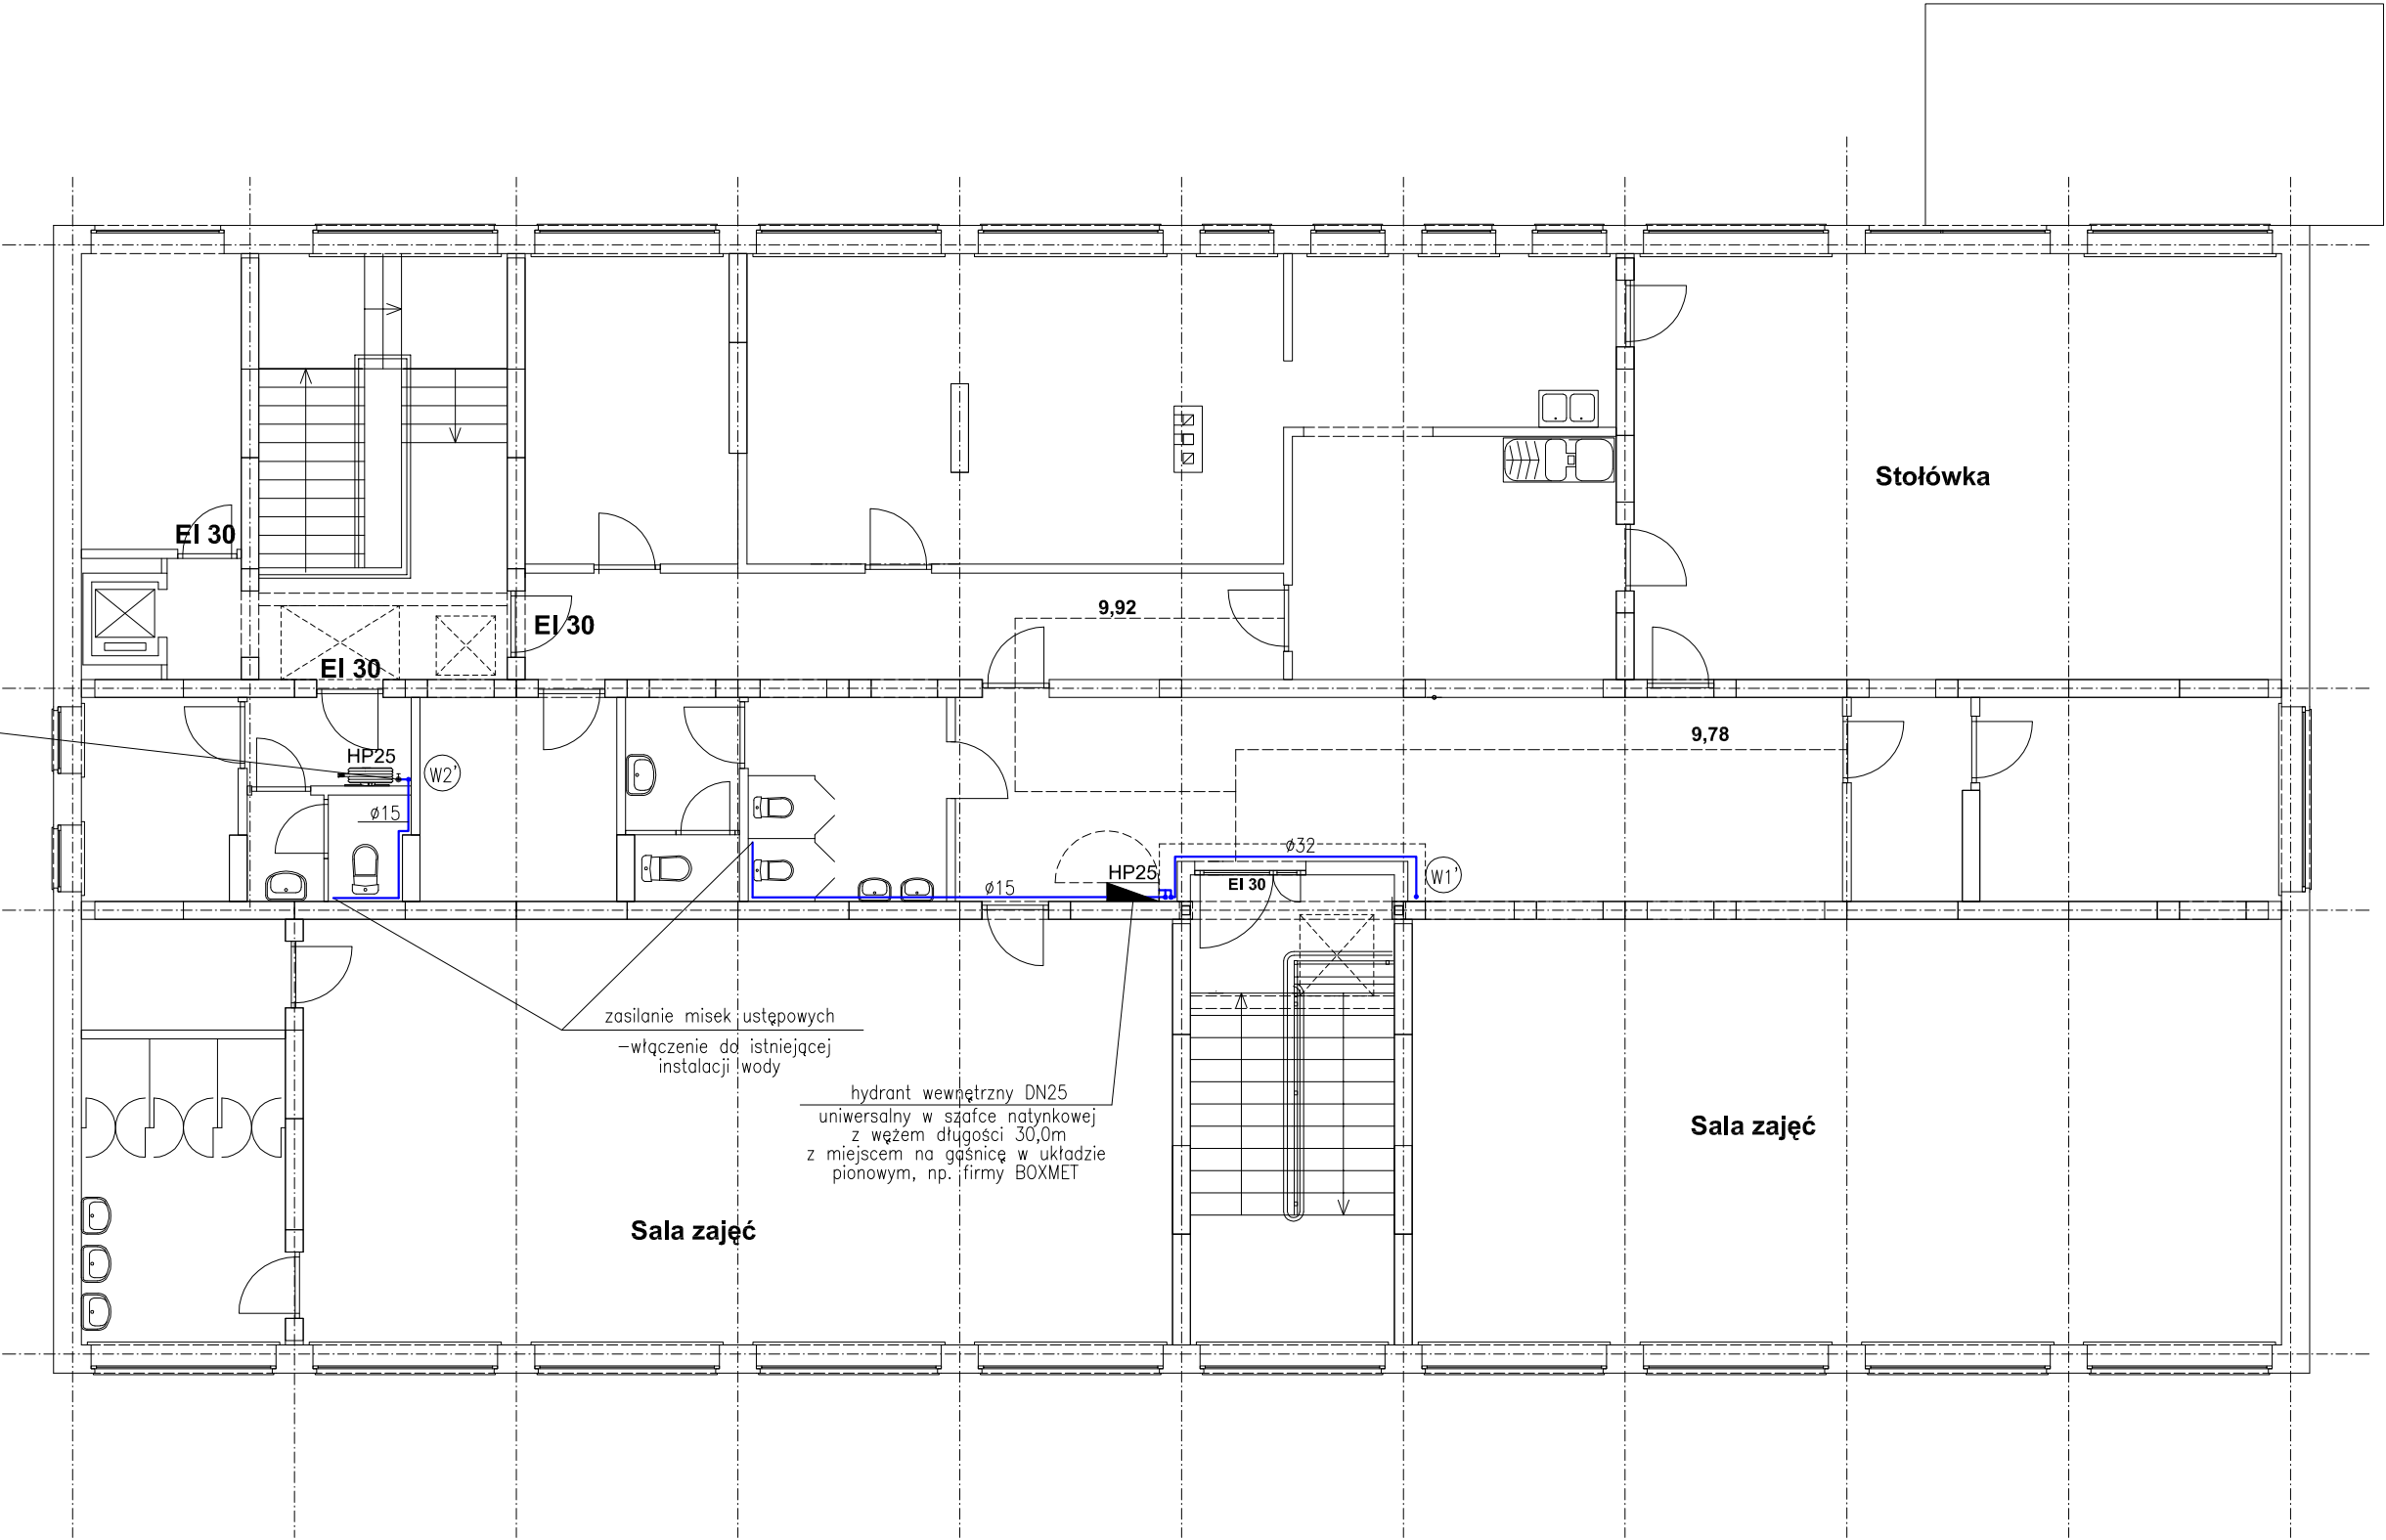 Stołówka
EI 30
9,92
EI 30
EI 30
9,78
HP25
W2'
ø15
ø32
HP25
W1'
EI 30
ø15
zasilanie misek ustępowych
-włączenie do istniejącej
instalacji wody
hydrant wewnętrzny DN25
uniwersalny w szafce natynkowej
z wężem długości 30,0m
z miejscem na gaśnicę w układzie
pionowym, np. firmy BOXMET
Sala zajęć
Sala zajęć